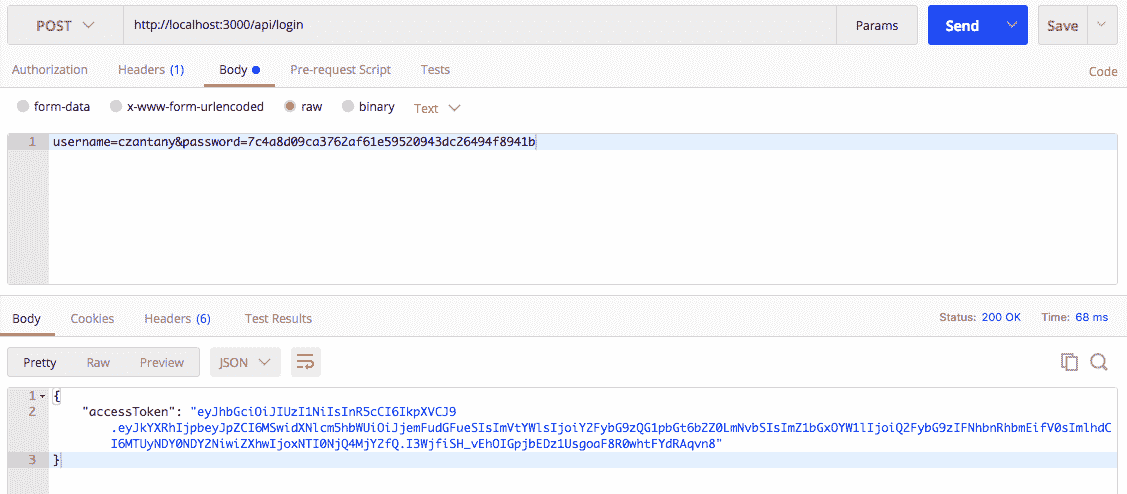 POST http://localhost:3000/api/login Params Send Save
Authorization Headers (1) Body Pre-request Script Tests Code
form-data x-www-form-urlencoded raw binary Text
1 username=czantany&password=7c4a8d09ca3762af61e59520943dc26494f8941b
Body Cookies Headers (6) Test Results Status: 200 OK Time: 68 ms
Pretty Raw Preview JSON
1 {
2 "accessToken": "eyJhbGciOiJIUzI1NiIsInR5cCI6IkpXVCJ9
.eyJkYXRhIjpbeyJpZCI6MSwidXNlcm5hbWUiOiJjemFudGFueSIsImVtYWlsIjoiY2FybG9zQG1pbGt6bZZ0LmNvbSIsImZ1bGxOYW1lIjoiQ2FybG9zIFNhbnRhbmEifV0sImlhdC
I6MTUyNDY0NDY2NiwiZXhwIjoxNTI0NjQ4MjY2fQ.I3WjfiSH_vEhOIGpjbEDz1UsgoaF8R0whtFYdRAqvn8"
3 }